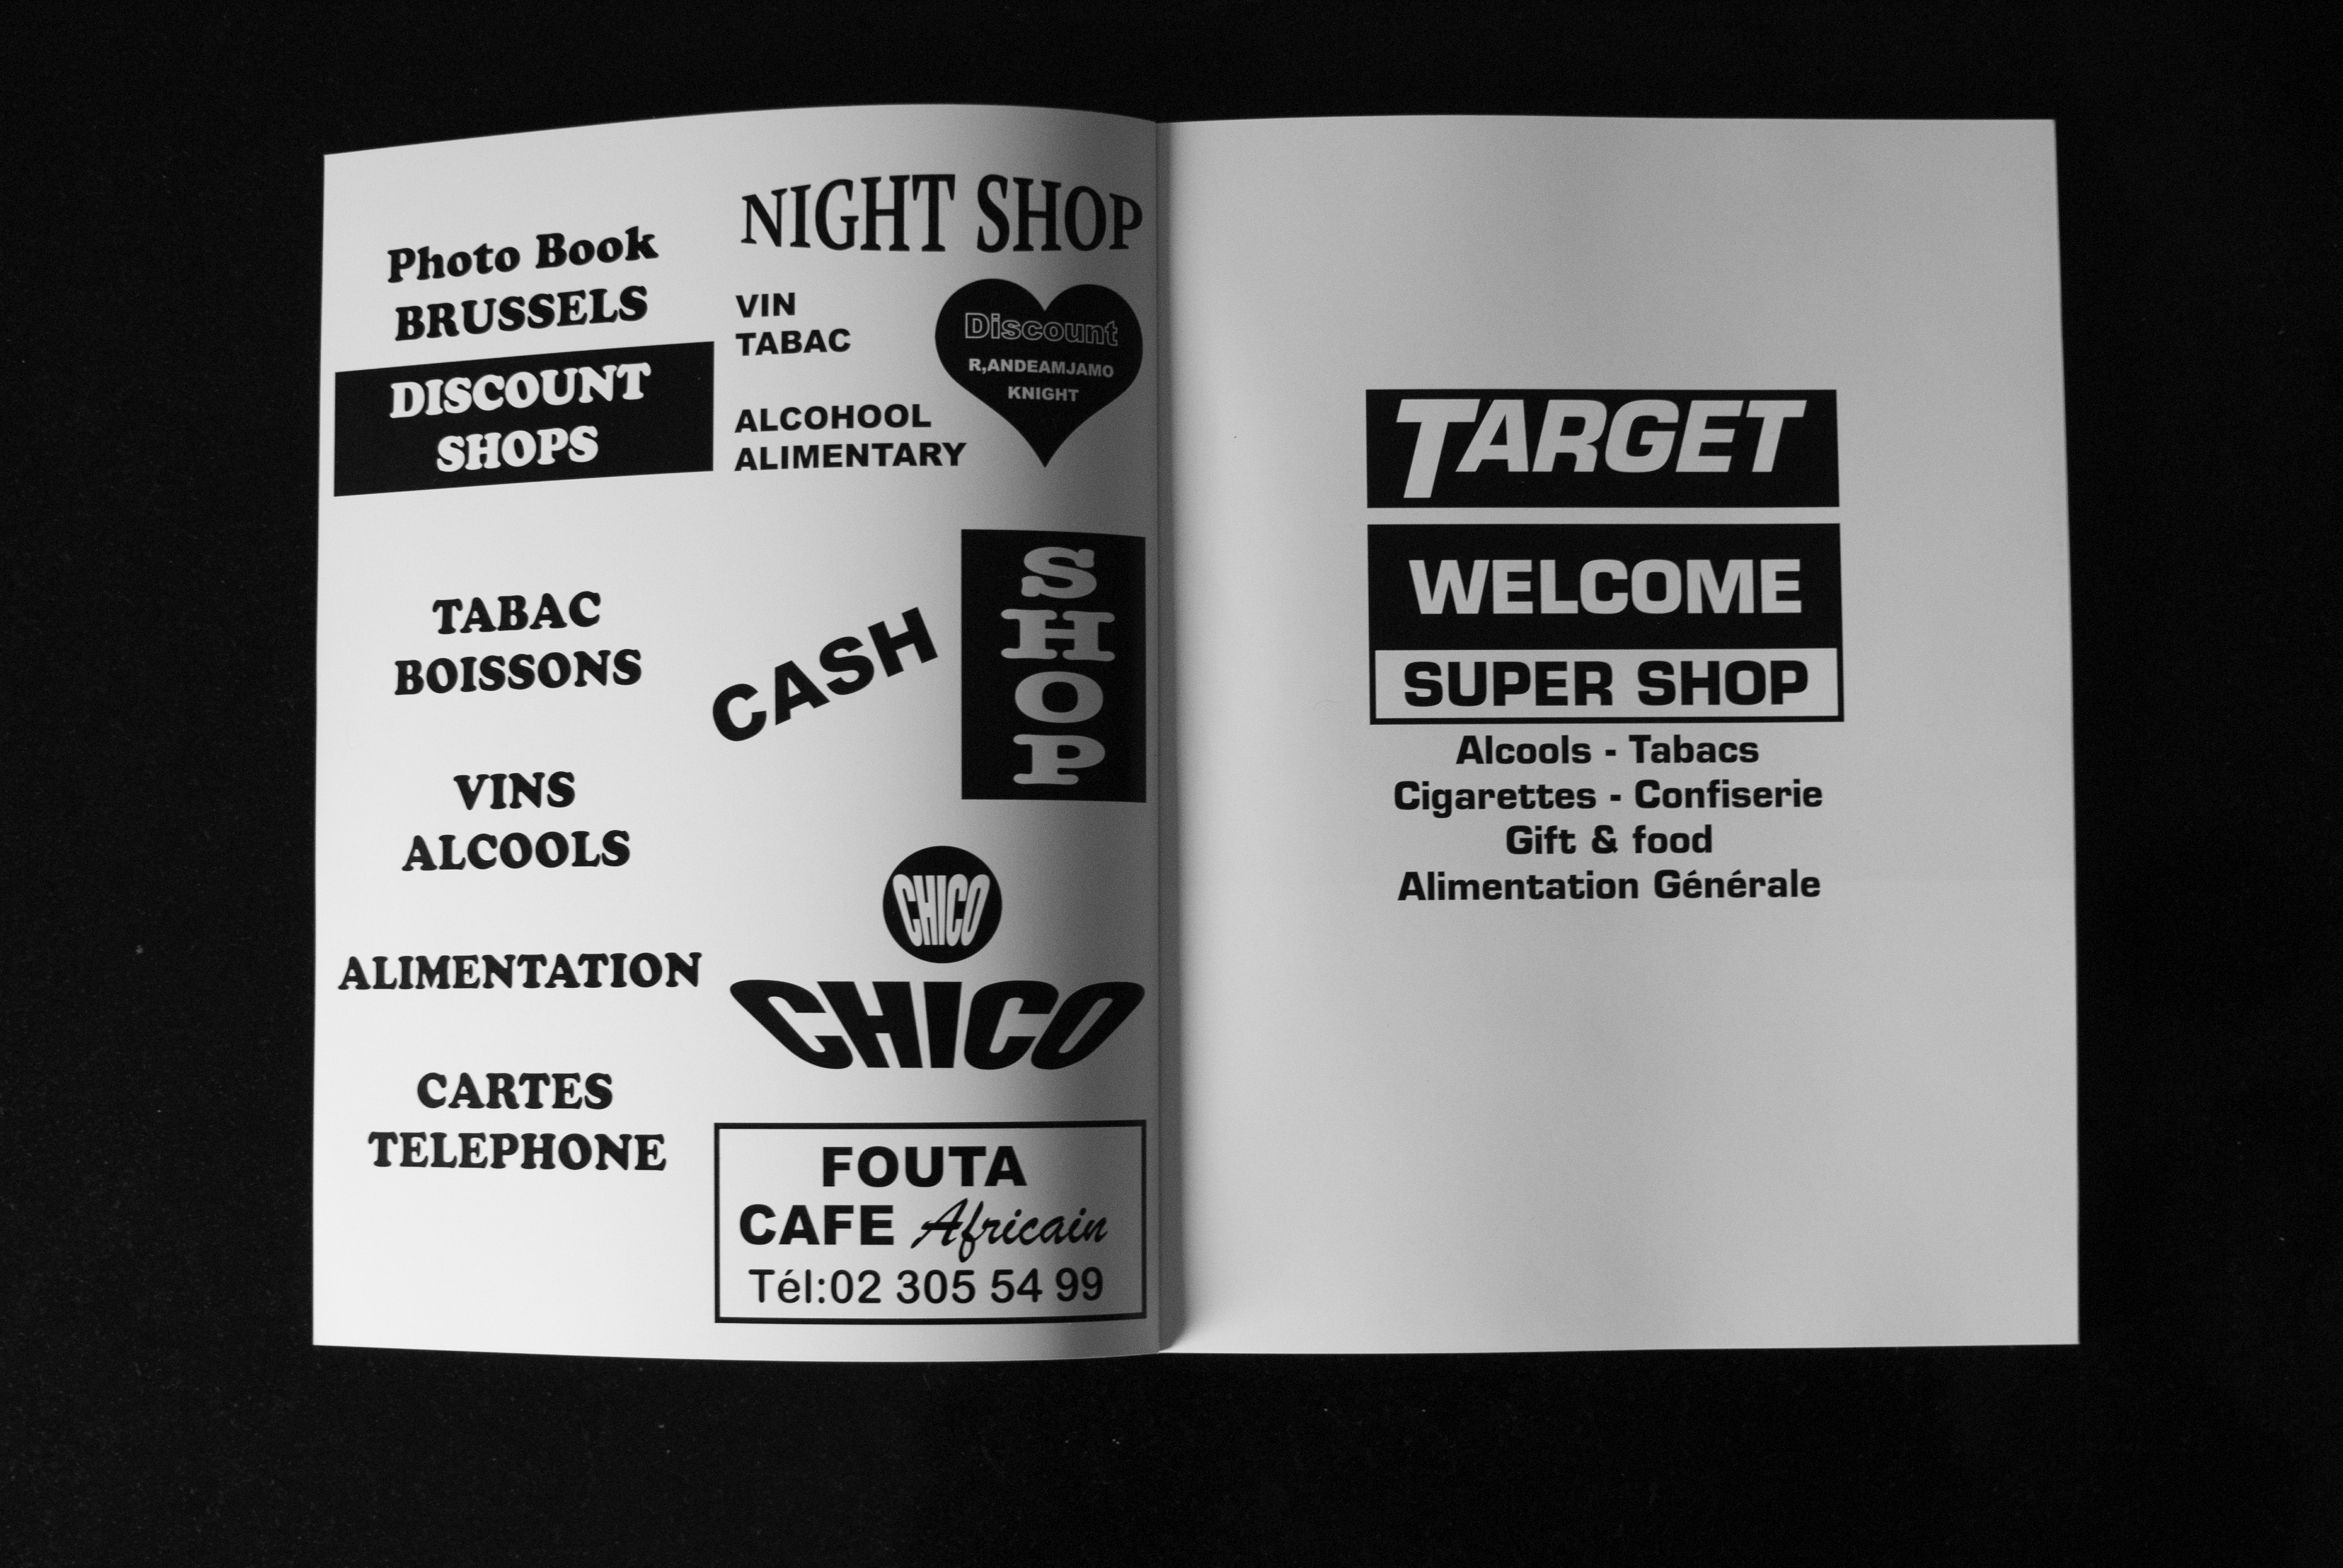 Photo Book
BRUSSELS
DISCOUNT
SHOPS
TABAC
BOISSONS
VINS
ALCOOLS
ALIMENTATION
CARTES
TELEPHONE
NIGHT SHOP
VIN
TABAC
ALCOHOOL
ALIMENTARY
Discount
R,ANDEAMJAMO
KNIGHT
CASH
SHOP
CHICO
CHICO
FOUTA
CAFE Africain
Tél:02 305 54 99
TARGET
WELCOME
SUPER SHOP
Alcools - Tabacs
Cigarettes - Confiserie
Gift & food
Alimentation Générale